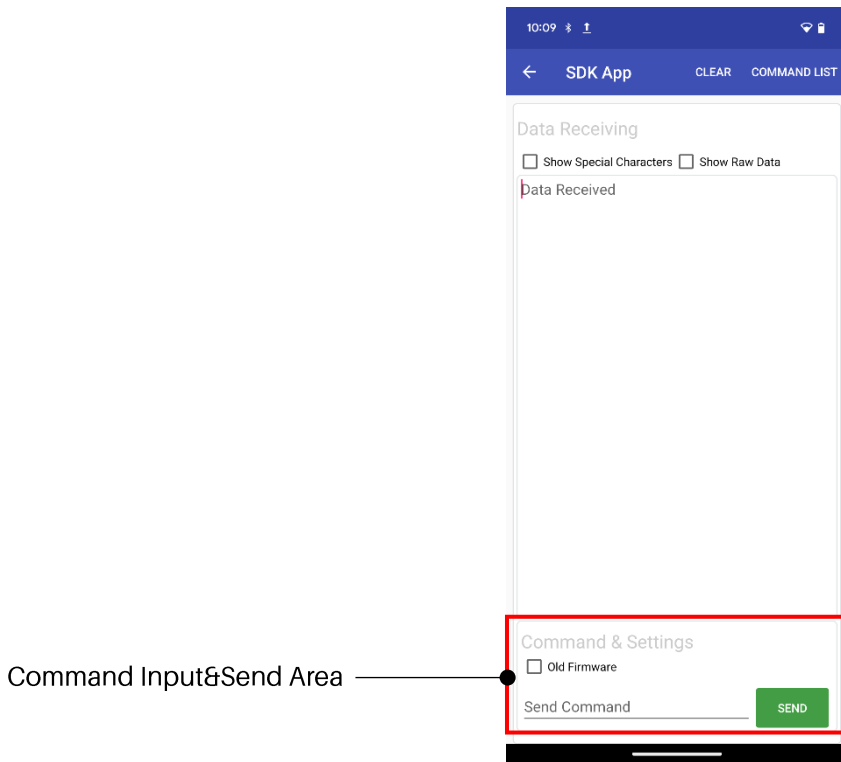 10:09
SDK App CLEAR COMMAND LIST
Data Receiving
Show Special Characters Show Raw Data
Data Received
Command & Settings
Old Firmware
Command Input&Send Area
Send Command SEND